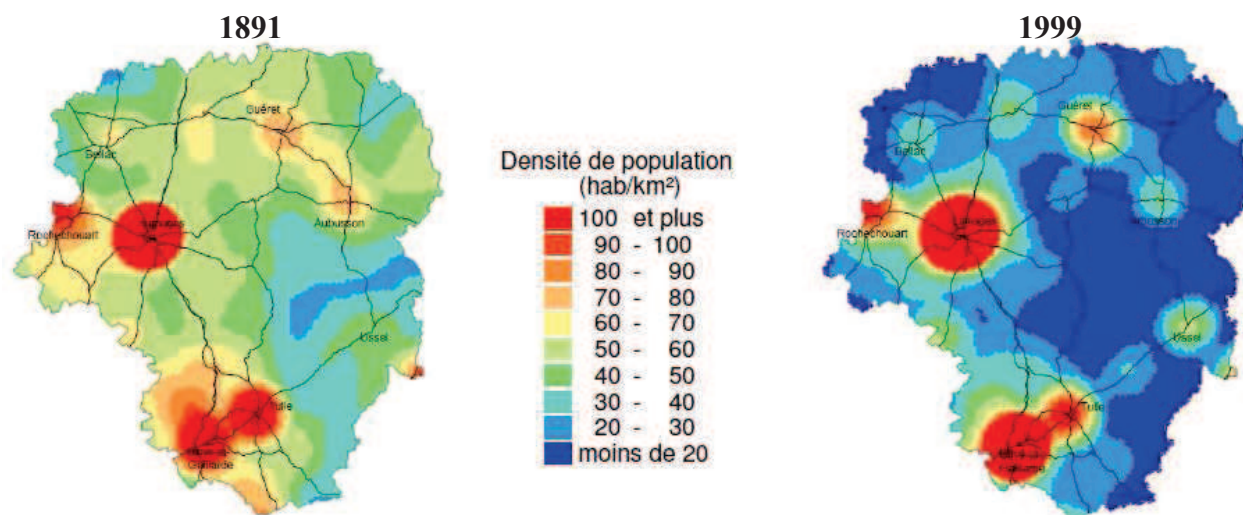 1891
1999
Guéret
Bellac
Rochechouart
Aubusson
Ussel
Tulle
Densité de population
(hab/km²)
100 et plus
90 - 100
80 - 90
70 - 80
60 - 70
50 - 60
40 - 50
30 - 40
20 - 30
moins de 20
Guéret
Bellac
Limoges
Rochechouart
Ussel
Tulle